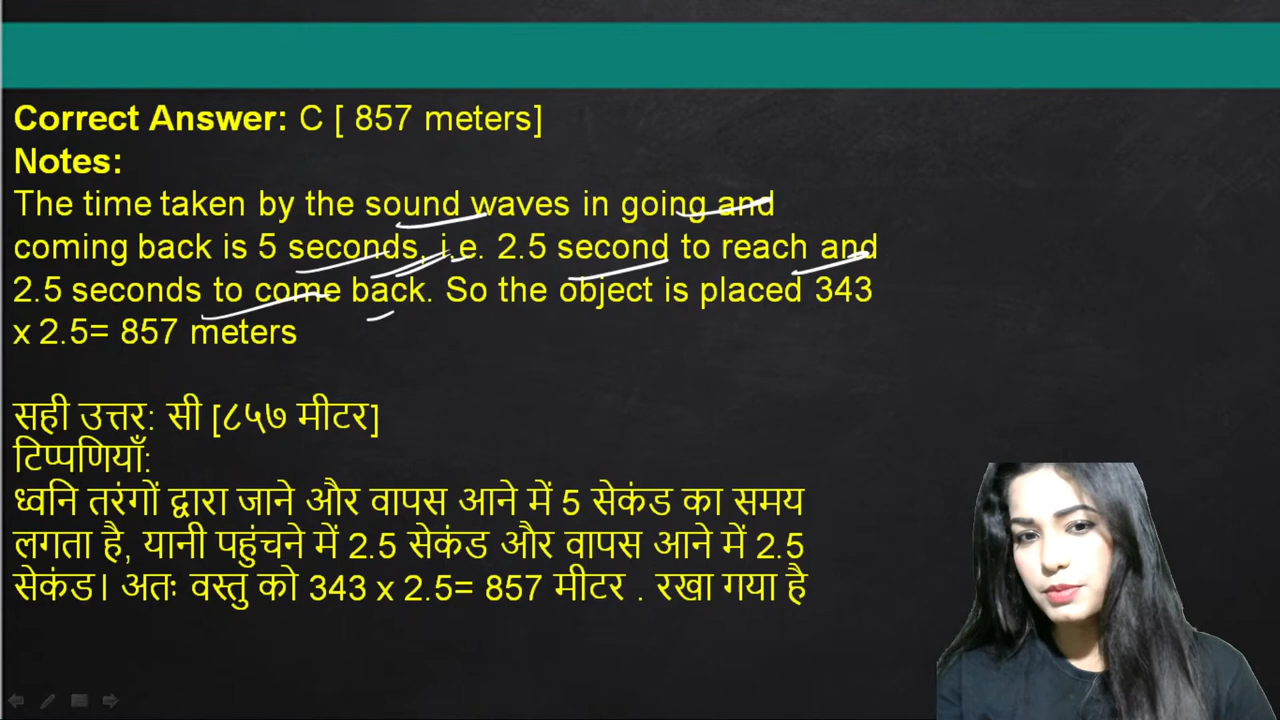 Correct Answer: C [ 857 meters]
Notes:
The time taken by the sound waves in going and
coming back is 5 seconds, i.e. 2.5 second to reach and
2.5 seconds to come back. So the object is placed 343
x 2.5= 857 meters
सही उत्तर: सी [८५७ मीटर]
टिप्पणियाँ:
ध्वनि तरंगों द्वारा जाने और वापस आने में 5 सेकंड का समय
लगता है, यानी पहुंचने में 2.5 सेकंड और वापस आने में 2.5
सेकंड। अतः वस्तु को 343 x 2.5= 857 मीटर . रखा गया है